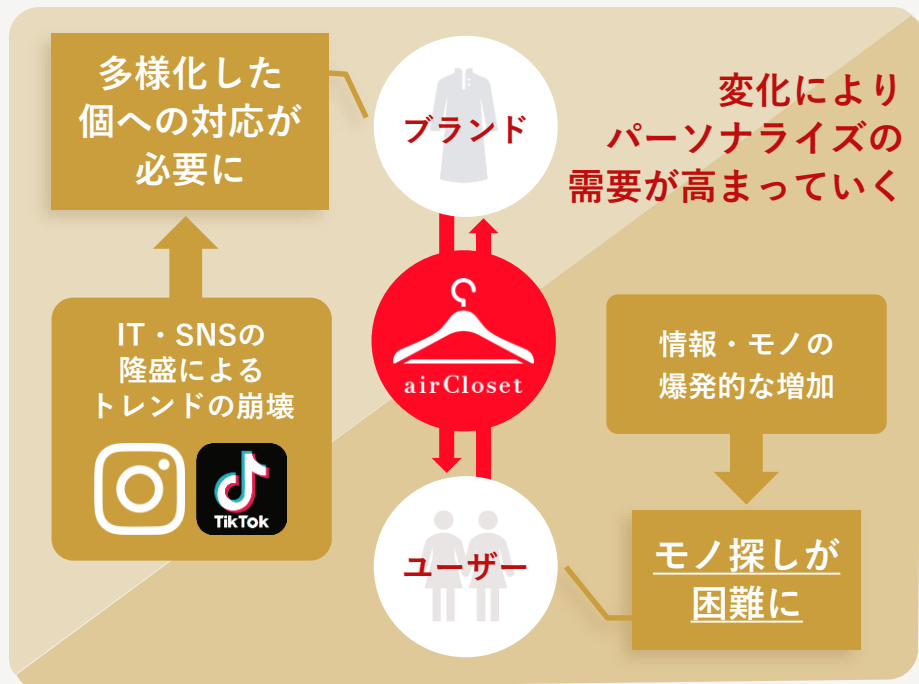 多様化した
個への対応が
必要に
ブランド
変化により
パーソナライズの
需要が高まっていく
IT・SNSの
隆盛による
トレンドの崩壊
TikTok
airCloset
情報・モノの
爆発的な増加
ユーザー
モノ探しが
困難に